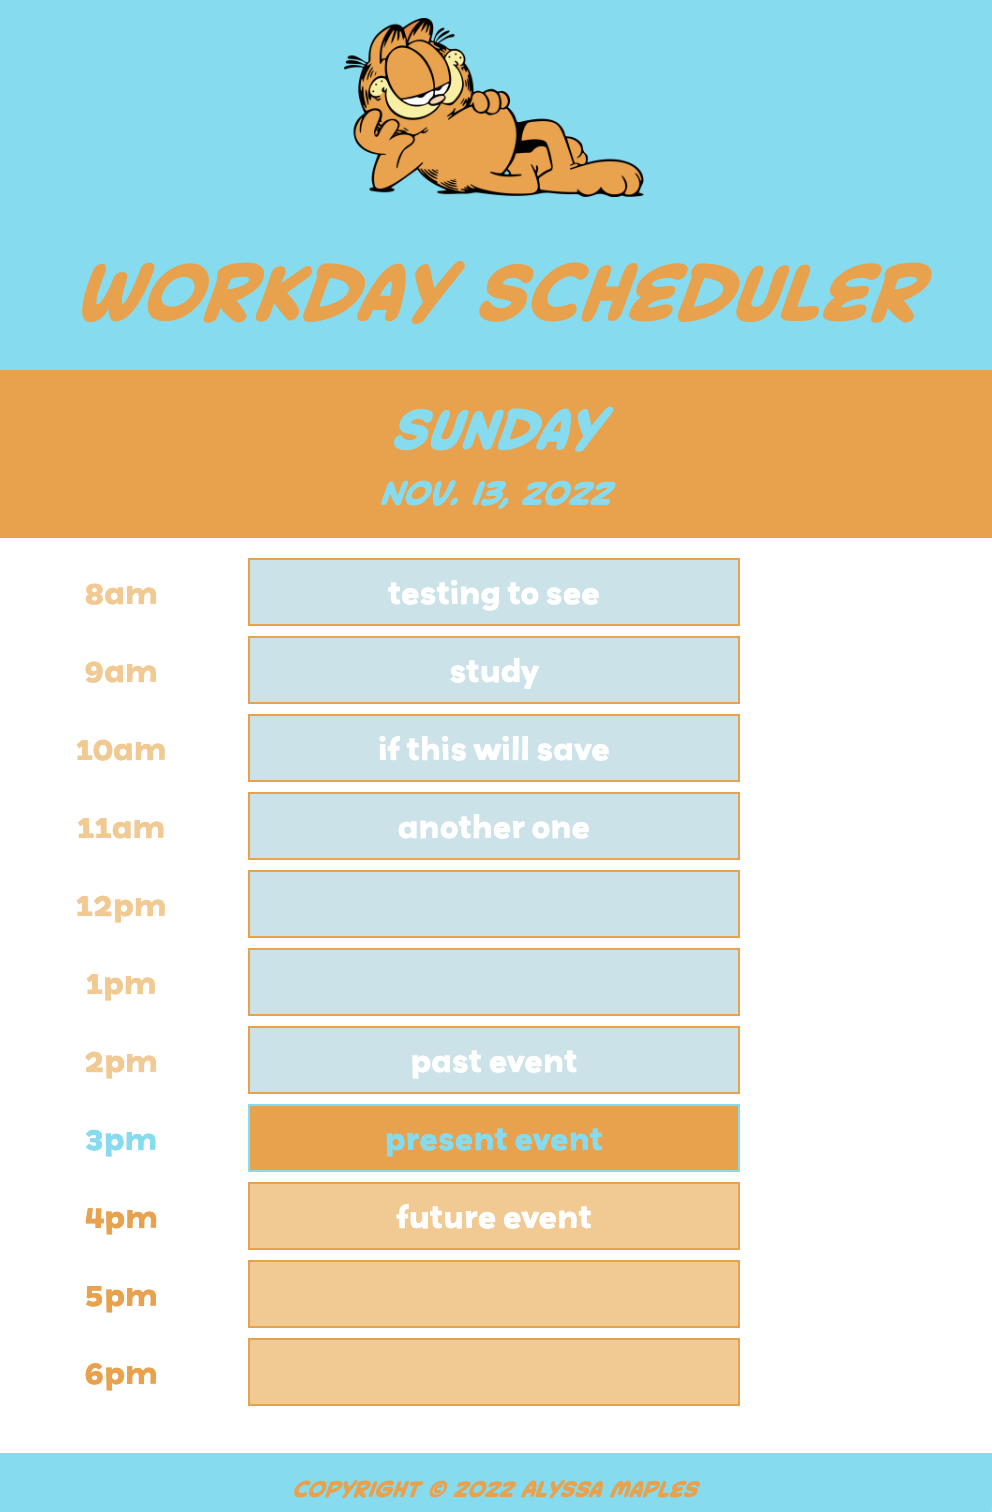 WORKDAY SCHEDULER
SUNDAY
NOV. 13, 2022
8am testing to see
9am study
10am if this will save
11am another one
12pm
1pm
2pm past event
3pm present event
4pm future event
5pm
6pm
COPYRIGHT © 2022 ALYSSA MAPLES